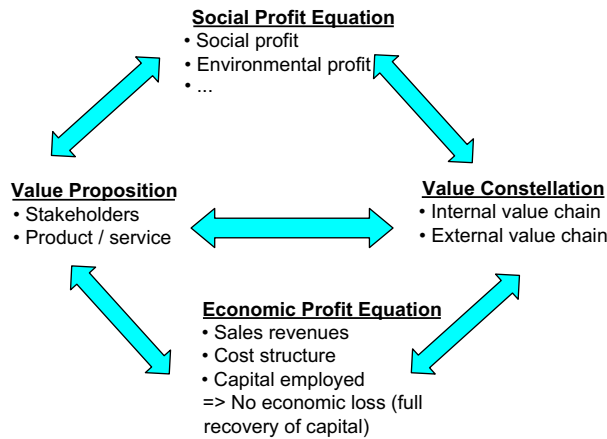 Social Profit Equation
• Social profit
• Environmental profit
• ...
Value Proposition
• Stakeholders
• Product / service
Value Constellation
• Internal value chain
• External value chain
Economic Profit Equation
• Sales revenues
• Cost structure
• Capital employed
=> No economic loss (full
recovery of capital)